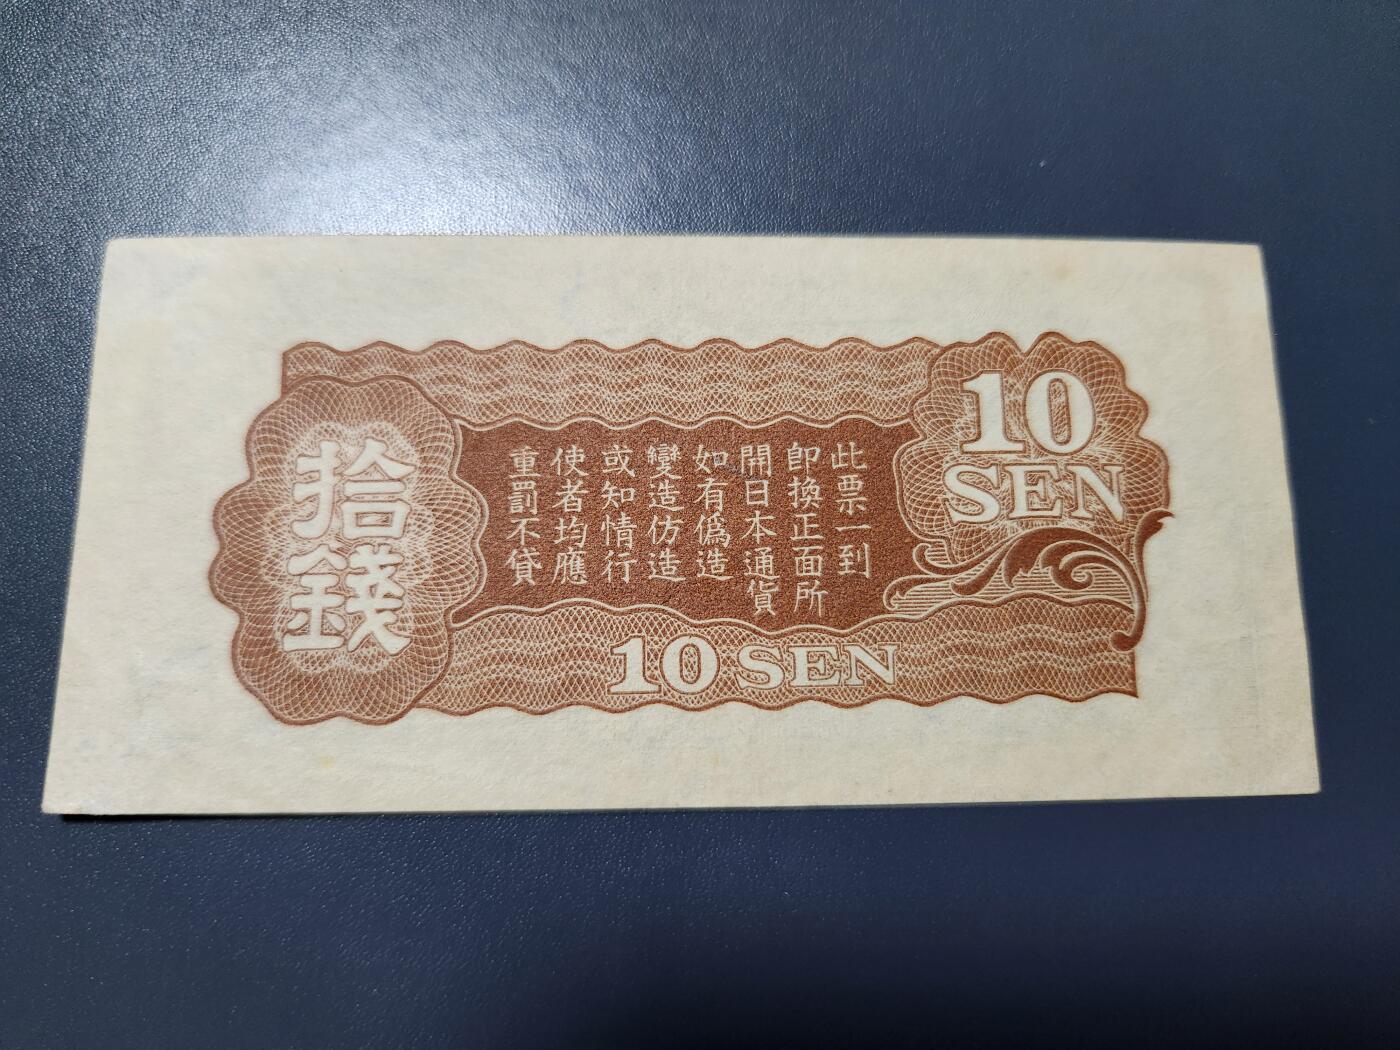 10
SEN
此票一到
卽換正面所
開日本通貨
如有僞造
變造仿造
或知情行
使者均應
重罰不貸
拾錢
10 SEN